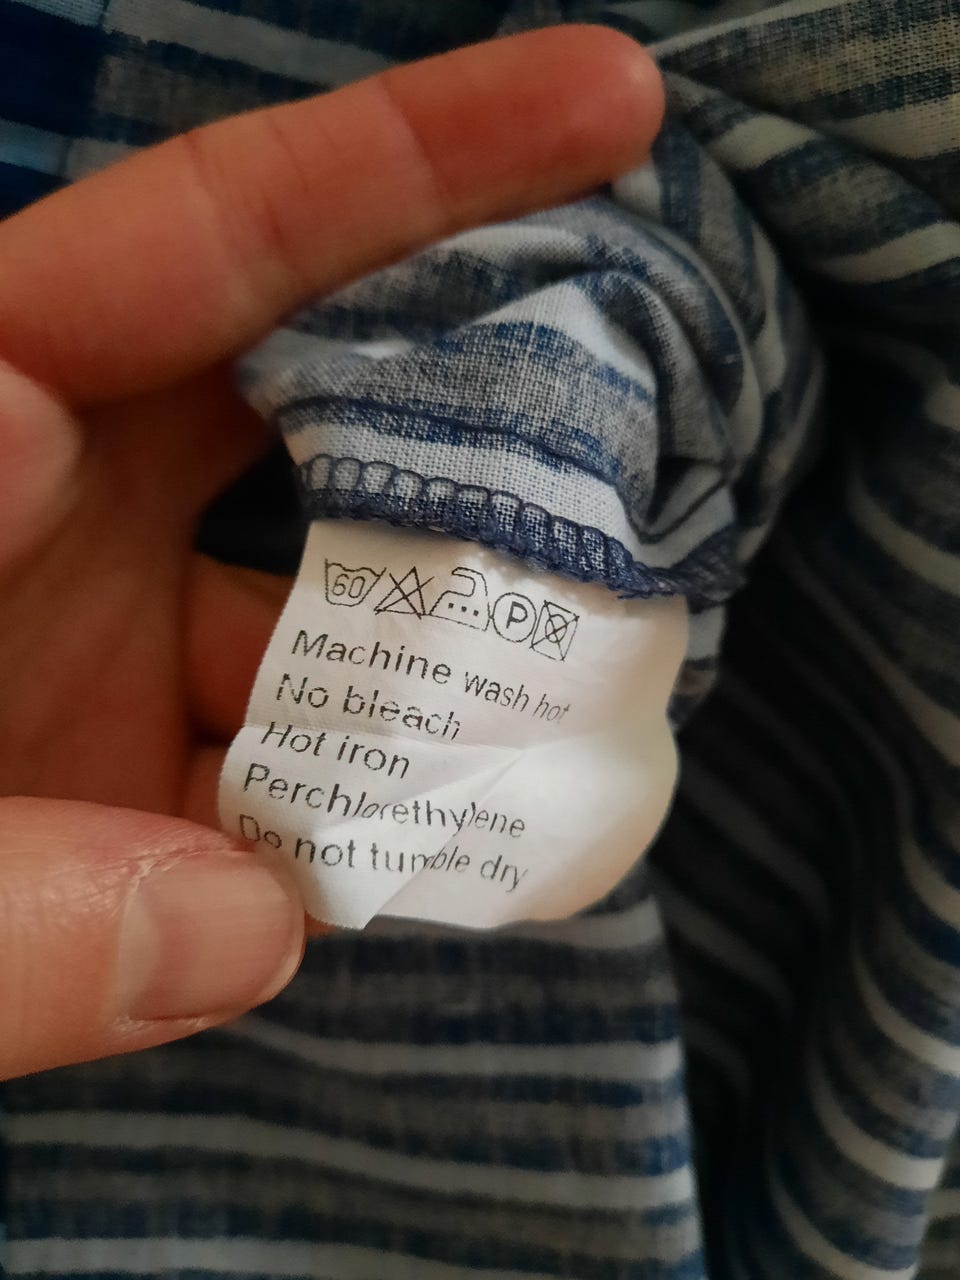 60 P
Machine wash hot
No bleach
Hot iron
Perchlorethylene
Do not tumble dry